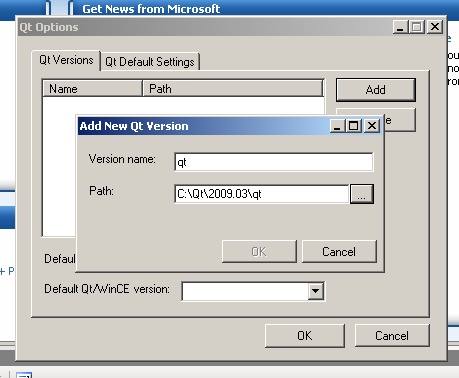 Get News from Microsoft
Qt Options
Qt Versions
Qt Default Settings
Name
Path
Add
Add New Qt Version
Version name:
qt
Path:
C:\Qt\2009.03\qt
...
OK
Cancel
Defaul
Default Qt/WinCE version:
OK
Cancel